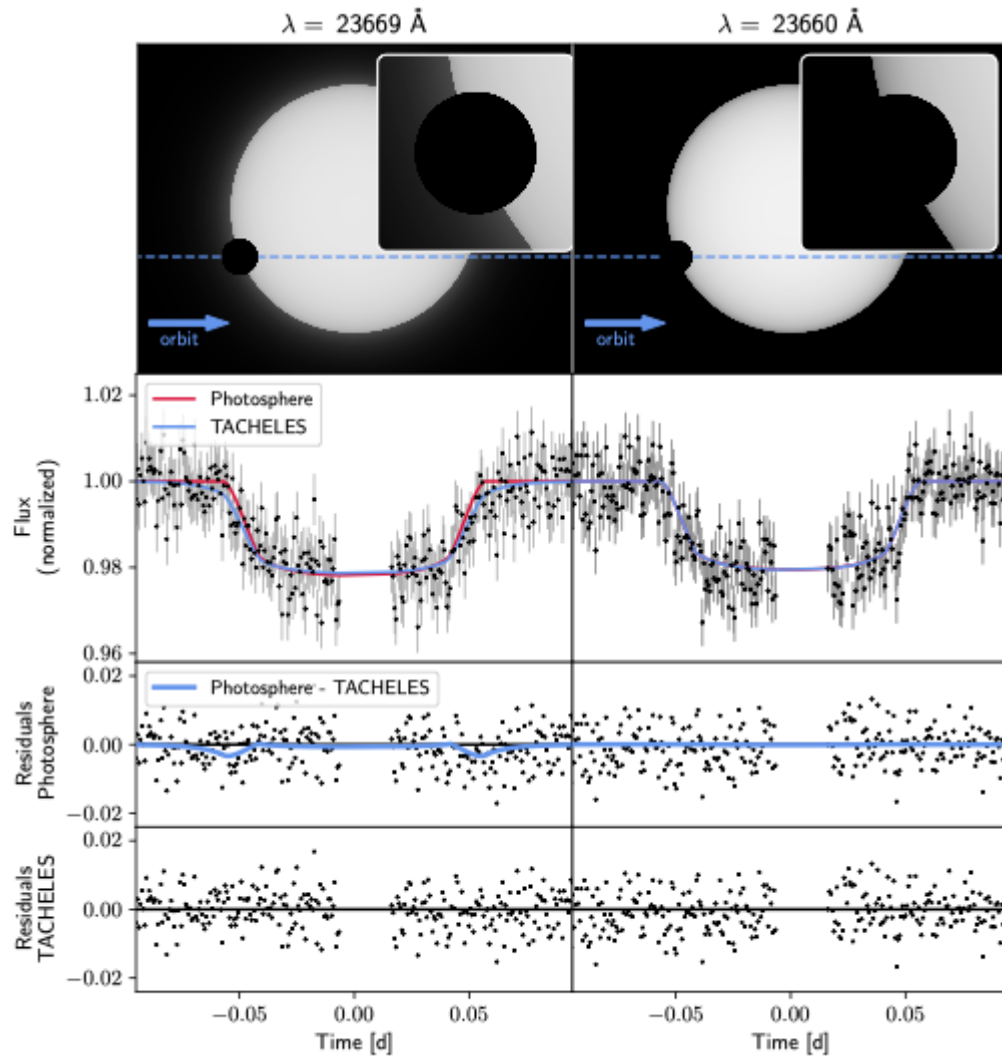 λ = 23669 Å
λ = 23660 Å
orbit
orbit
1.02
1.00
0.98
0.96
Flux
(normalized)
Photosphere
TACHELES
0.02
0.00
−0.02
Residuals
Photosphere
Photosphere - TACHELES
0.02
0.00
−0.02
Residuals
TACHELES
−0.05
0.00
0.05
−0.05
0.00
0.05
Time [d]
Time [d]